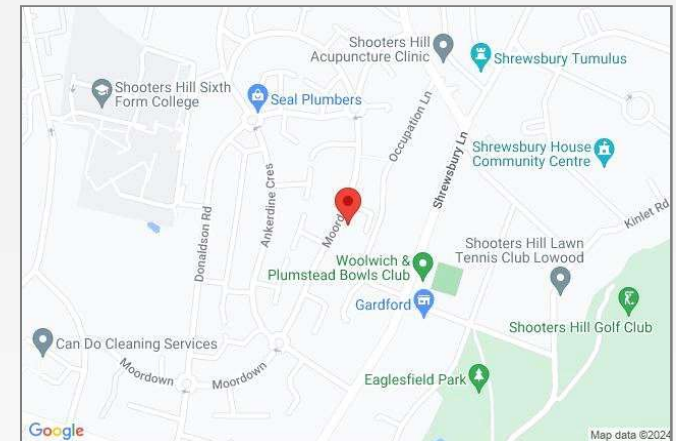 Shooters Hill
Acupuncture Clinic
Shrewsbury Tumulus
Shooters Hill Sixth
Form College
Seal Plumbers
Occupation Ln
Shrewsbury Ln
Shrewsbury House
Community Centre
Ankerdine Cres
Donaldson Rd
Moord
Kinlet Rd
Woolwich &
Plumstead Bowls Club
Shooters Hill Lawn
Tennis Club Lowood
Gardford
Shooters Hill Golf Club
Can Do Cleaning Services
Moordown
Moordown
Eaglesfield Park
Google
Map data ©2024